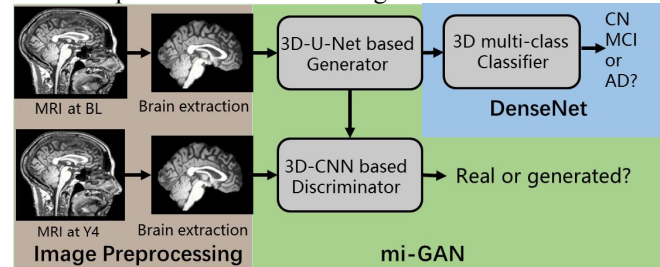 3D-U-Net based
Generator
3D multi-class
Classifier
CN
MCI
or
AD?
MRI at BL
Brain extraction
DenseNet
3D-CNN based
Discriminator
Real or generated?
MRI at Y4
Brain extraction
Image Preprocessing
mi-GAN